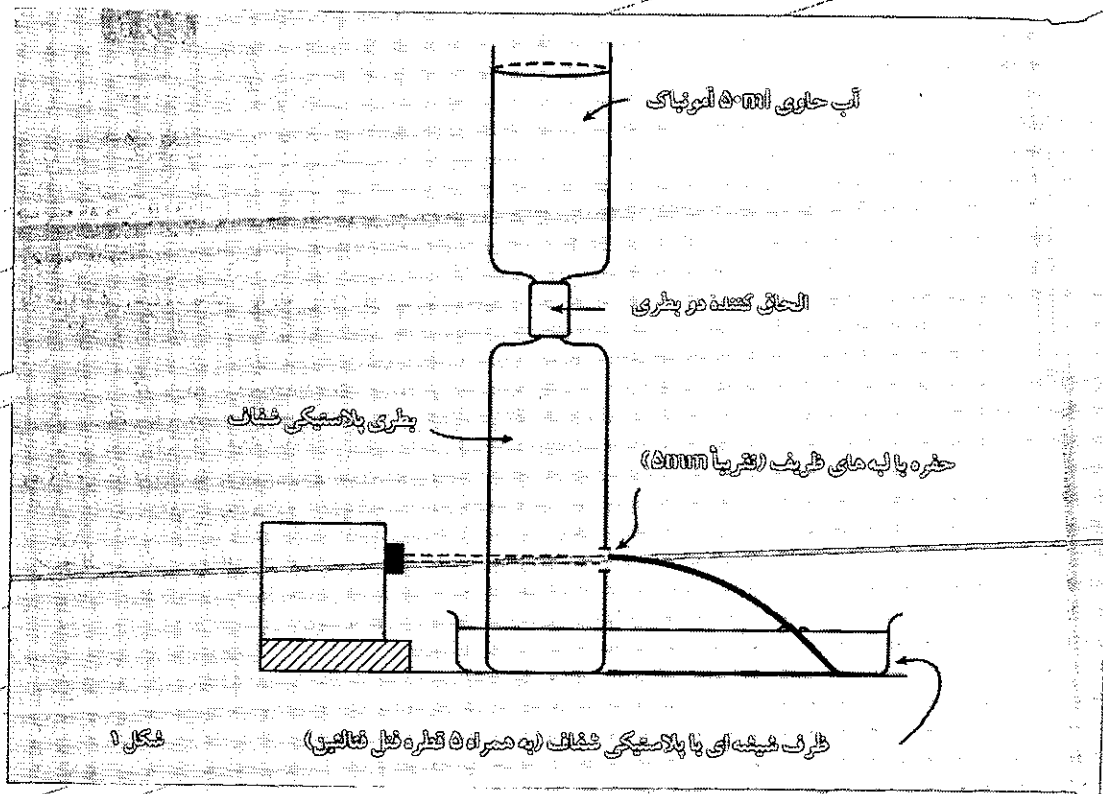 آب حاوی ۵۰ml آمونیاک
الحاق کننده دو بطری
بطری پلاستیکی شفاف
حفره با لبه های ظریف (تقریباً ۵mm)
ظرف شیشه ای یا پلاستیکی شفاف (به همراه ۵ قطره فنل فتالئین)
شکل ۱